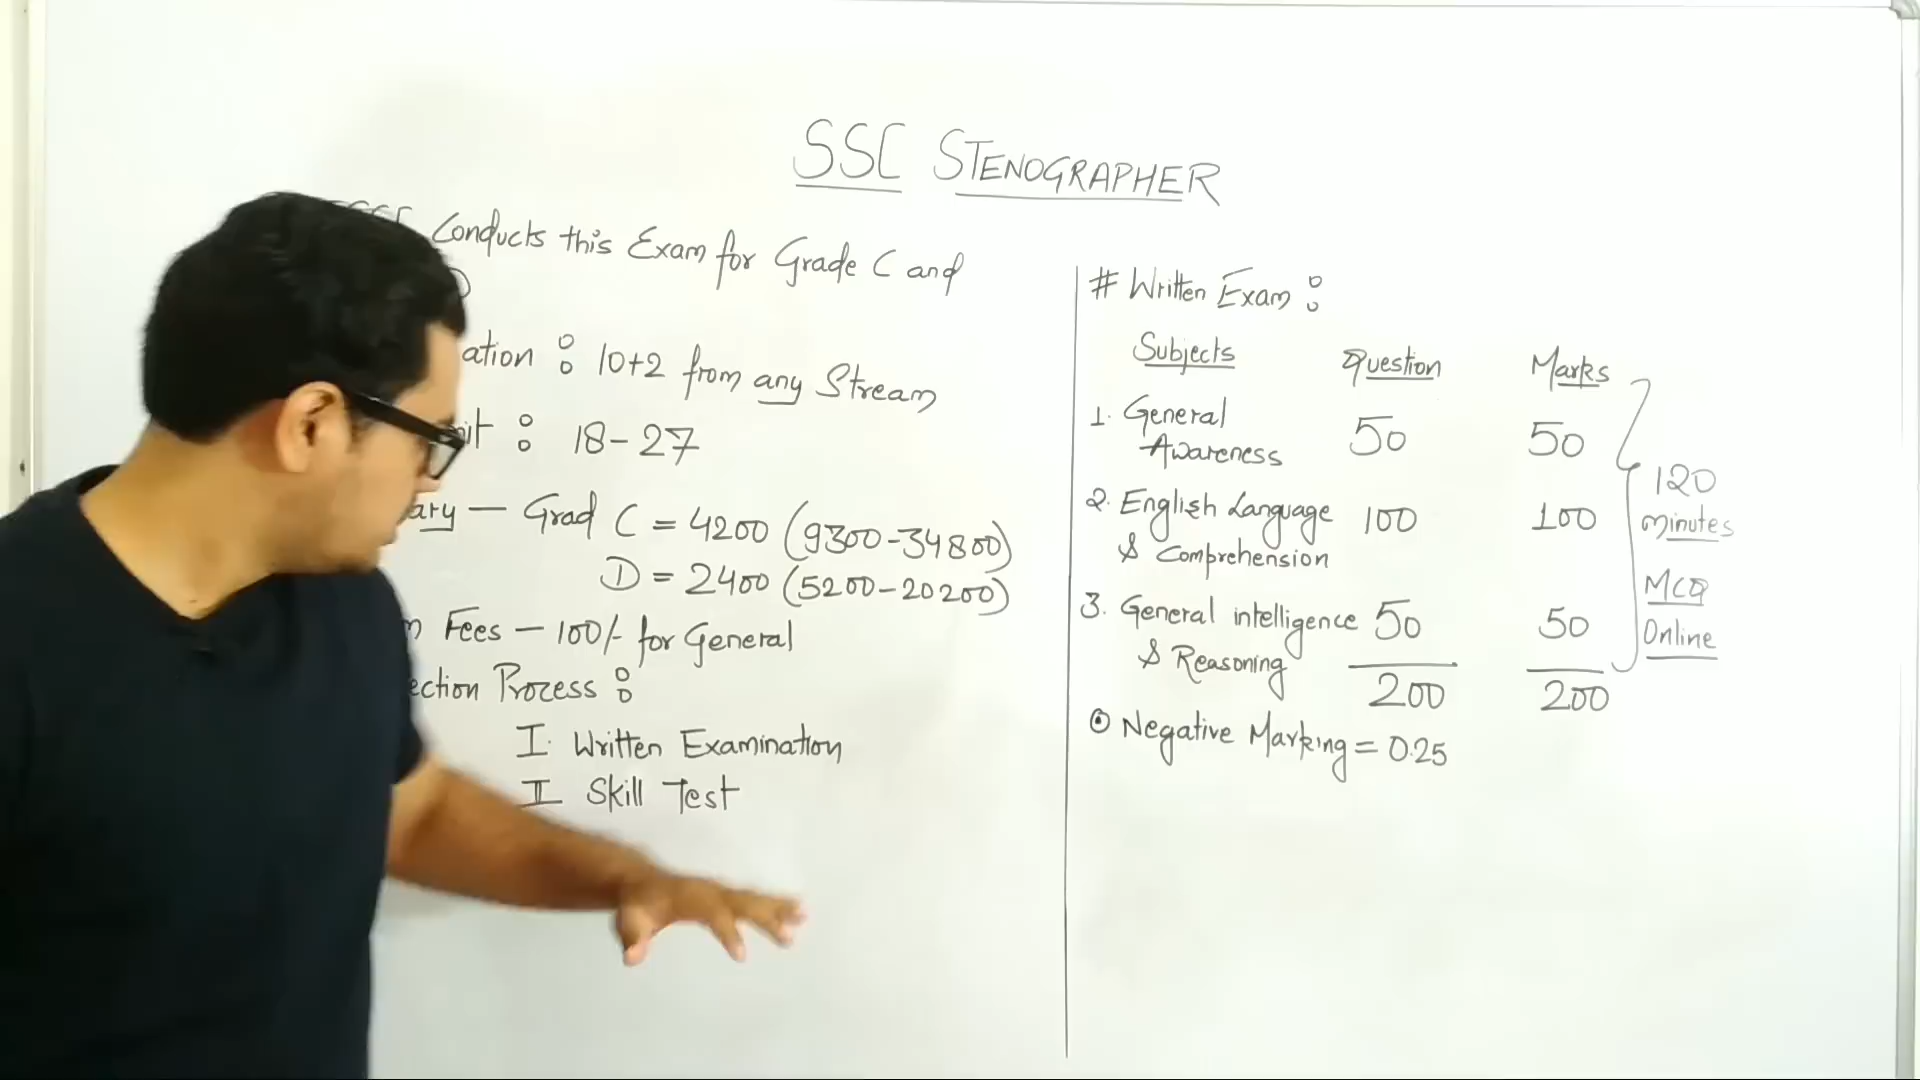 SSC STENOGRAPHER
SSC Conducts this Exam for Grade C and
D
ation : 10+2 from any Stream
it : 18-27
ary — Grad C = 4200 (9300-34800)
D = 2400 (5200-20200)
Fees — 100/- for General
ection Process :
I. Written Examination
II Skill Test
# Written Exam :
Subjects Question Marks
1. General Awareness 50 50
2. English Language & Comprehension 100 100
3. General intelligence & Reasoning 50 50
200 200
120 minutes
MCQ
Online
⊙ Negative Marking = 0.25